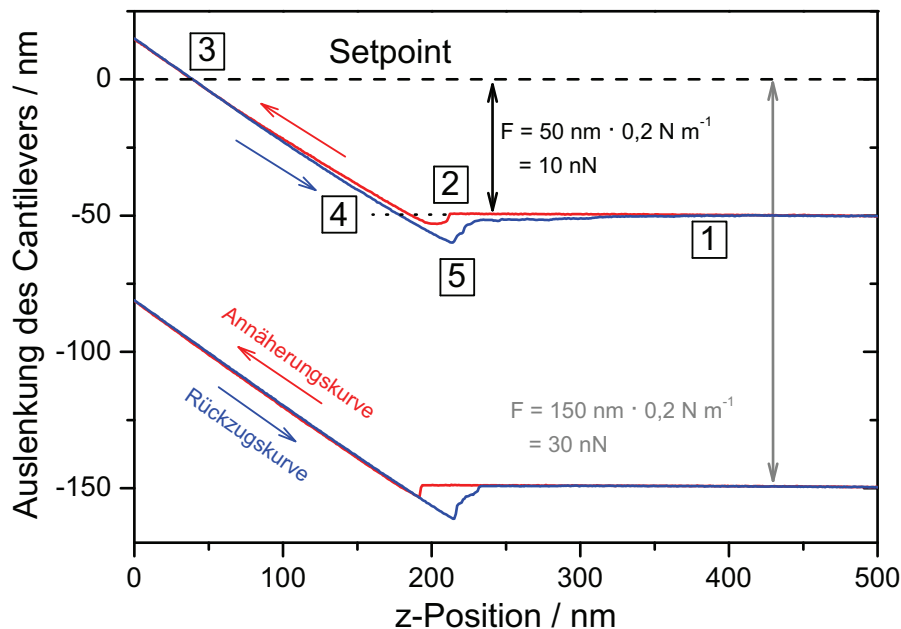 3
Setpoint
0
F = 50 nm · 0,2 N m⁻¹
= 10 nN
2
4
-50
1
5
-100
Annäherungskurve
Rückzugskurve
F = 150 nm · 0,2 N m⁻¹
= 30 nN
-150
Auslenkung des Cantilevers / nm
0 100 200 300 400 500
z-Position / nm